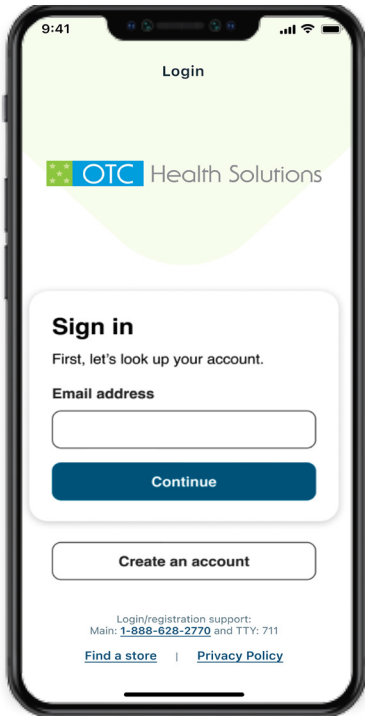 9:41
Login
OTC Health Solutions
Sign in
First, let's look up your account.
Email address
Continue
Create an account
Login/registration support:
Main: 1-888-628-2770 and TTY: 711
Find a store | Privacy Policy